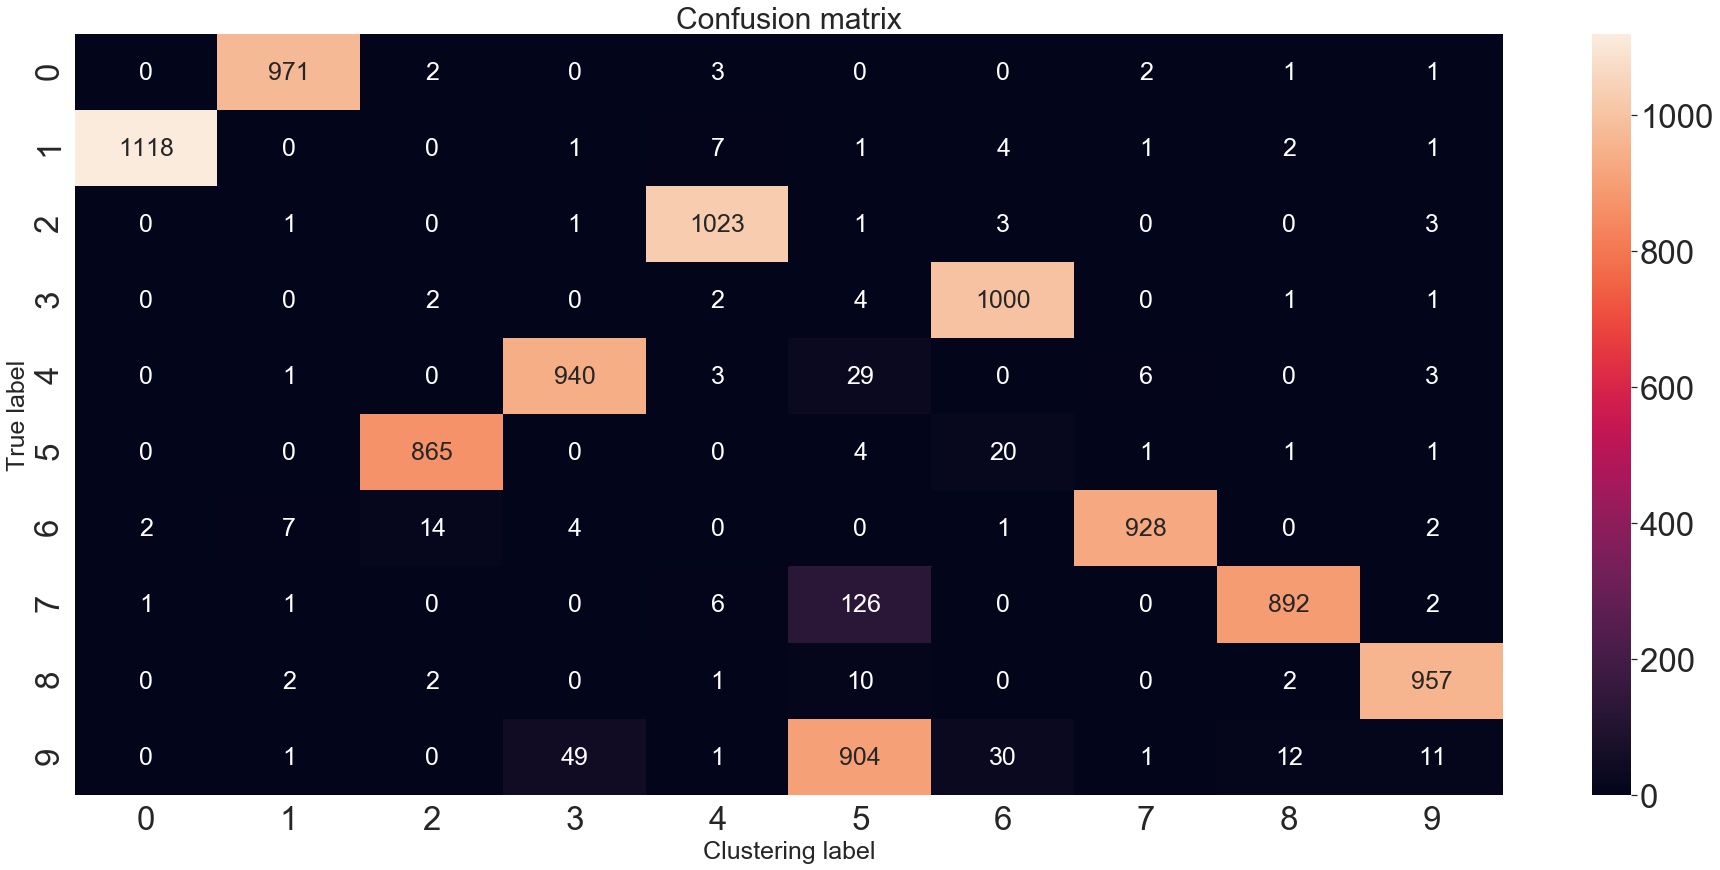 Confusion matrix
0 0 971 2 0 3 0 0 2 1 1
1 1118 0 0 1 7 1 4 1 2 1
2 0 1 0 1 1023 1 3 0 0 3
3 0 0 2 0 2 4 1000 0 1 1
4 0 1 0 940 3 29 0 6 0 3
5 0 0 865 0 0 4 20 1 1 1
6 2 7 14 4 0 0 1 928 0 2
7 1 1 0 0 6 126 0 0 892 2
8 0 2 2 0 1 10 0 0 2 957
9 0 1 0 49 1 904 30 1 12 11
0 1 2 3 4 5 6 7 8 9
Clustering label
True label
1000
800
600
400
200
0